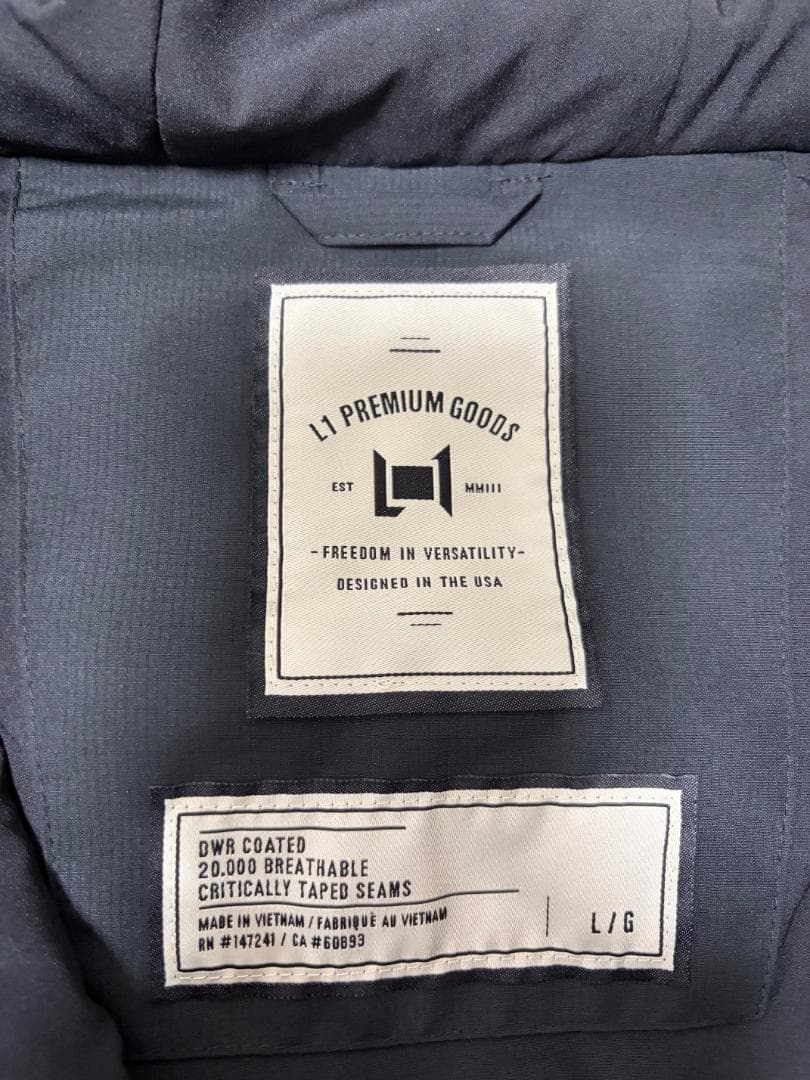 L1 PREMIUM GOODS
EST MMIII
-FREEDOM IN VERSATILITY-
DESIGNED IN THE USA
DWR COATED
20.000 BREATHABLE
CRITICALLY TAPED SEAMS
MADE IN VIETNAM / FABRIQUÈ AU VIETNAM
RN #147241 / CA #60893
L / G